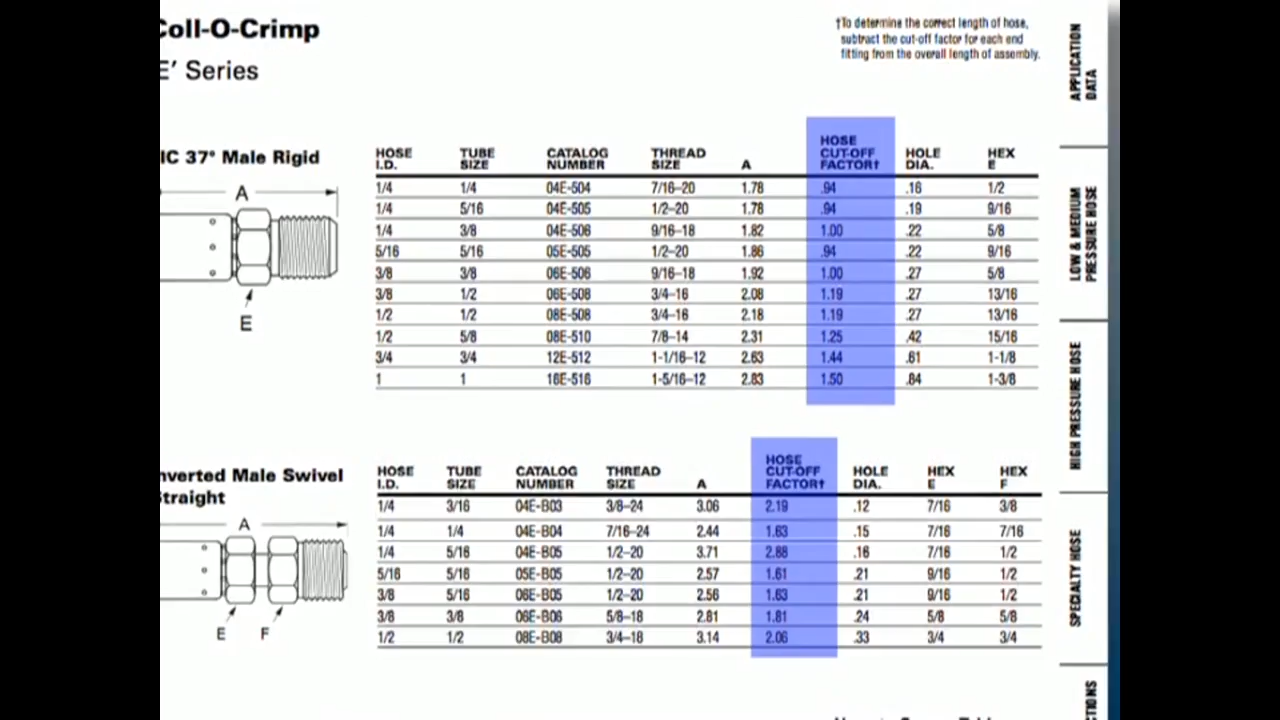 Coll-O-Crimp
E' Series
†To determine the correct length of hose,
subtract the cut-off factor for each end
fitting from the overall length of assembly.
IC 37° Male Rigid
A
E
HOSE I.D. TUBE SIZE CATALOG NUMBER THREAD SIZE A HOSE CUT-OFF FACTOR† HOLE DIA. HEX E
1/4 1/4 04E-504 7/16–20 1.78 .94 .16 1/2
1/4 5/16 04E-505 1/2–20 1.78 .94 .19 9/16
1/4 3/8 04E-506 9/16–18 1.82 1.00 .22 5/8
5/16 5/16 05E-505 1/2–20 1.86 .94 .22 9/16
3/8 3/8 06E-506 9/16–18 1.92 1.00 .27 5/8
3/8 1/2 06E-508 3/4–16 2.08 1.19 .27 13/16
1/2 1/2 08E-508 3/4–16 2.18 1.19 .27 13/16
1/2 5/8 08E-510 7/8–14 2.31 1.25 .42 15/16
3/4 3/4 12E-512 1-1/16–12 2.63 1.44 .61 1-1/8
1 1 16E-516 1-5/16–12 2.83 1.50 .84 1-3/8
nverted Male Swivel
Straight
A
E F
HOSE I.D. TUBE SIZE CATALOG NUMBER THREAD SIZE A HOSE CUT-OFF FACTOR† HOLE DIA. HEX E HEX F
1/4 3/16 04E-B03 3/8–24 3.06 2.19 .12 7/16 3/8
1/4 1/4 04E-B04 7/16–24 2.44 1.63 .15 7/16 7/16
1/4 5/16 04E-B05 1/2–20 3.71 2.88 .16 7/16 1/2
5/16 5/16 05E-B05 1/2–20 2.57 1.61 .21 9/16 1/2
3/8 5/16 06E-B05 1/2–20 2.56 1.63 .21 9/16 1/2
3/8 3/8 06E-B06 5/8–18 2.81 1.81 .24 5/8 5/8
1/2 1/2 08E-B08 3/4–18 3.14 2.06 .33 3/4 3/4
APPLICATION
DATA
LOW & MEDIUM
PRESSURE HOSE
HIGH PRESSURE HOSE
SPECIALTY HOSE